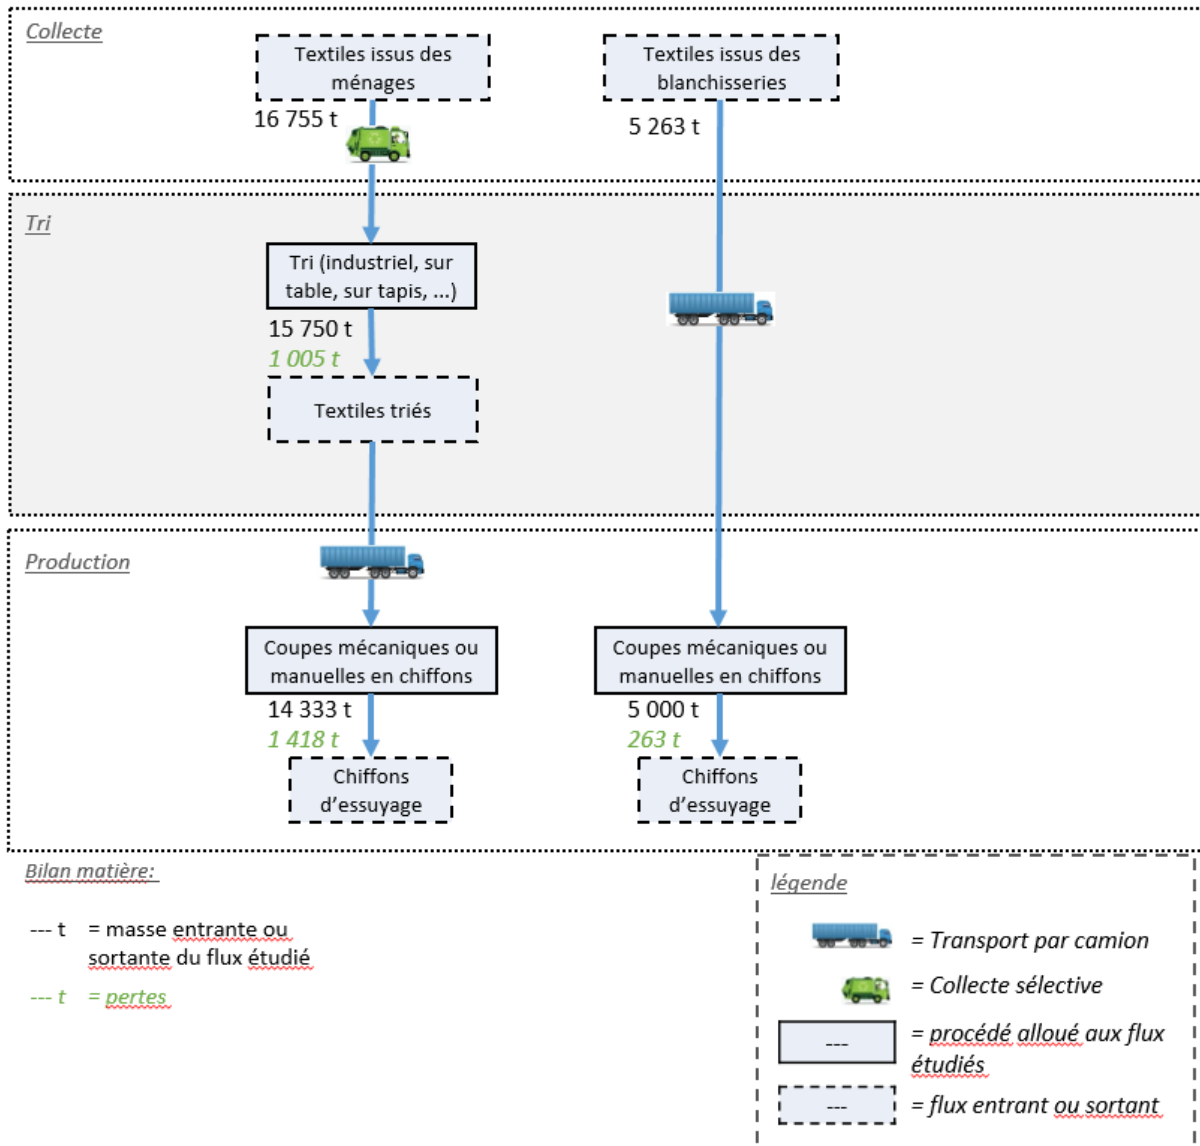 Collecte
Textiles issus des
ménages
Textiles issus des
blanchisseries
16 755 t
5 263 t
Tri
Tri (industriel, sur
table, sur tapis, ...)
15 750 t
1 005 t
Textiles triés
Production
Coupes mécaniques ou
manuelles en chiffons
Coupes mécaniques ou
manuelles en chiffons
14 333 t
1 418 t
5 000 t
263 t
Chiffons
d’essuyage
Chiffons
d’essuyage
Bilan matière:
--- t = masse entrante ou
sortante du flux étudié
--- t = pertes
légende
= Transport par camion
= Collecte sélective
--- = procédé alloué aux flux
étudiés
--- = flux entrant ou sortant